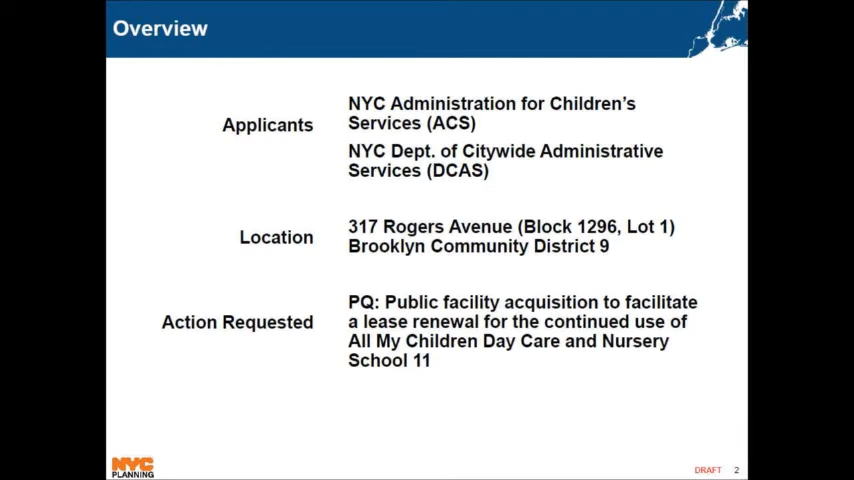 Overview
Applicants
NYC Administration for Children's
Services (ACS)
NYC Dept. of Citywide Administrative
Services (DCAS)
Location
317 Rogers Avenue (Block 1296, Lot 1)
Brooklyn Community District 9
Action Requested
PQ: Public facility acquisition to facilitate
a lease renewal for the continued use of
All My Children Day Care and Nursery
School 11
NYC
PLANNING
DRAFT 2